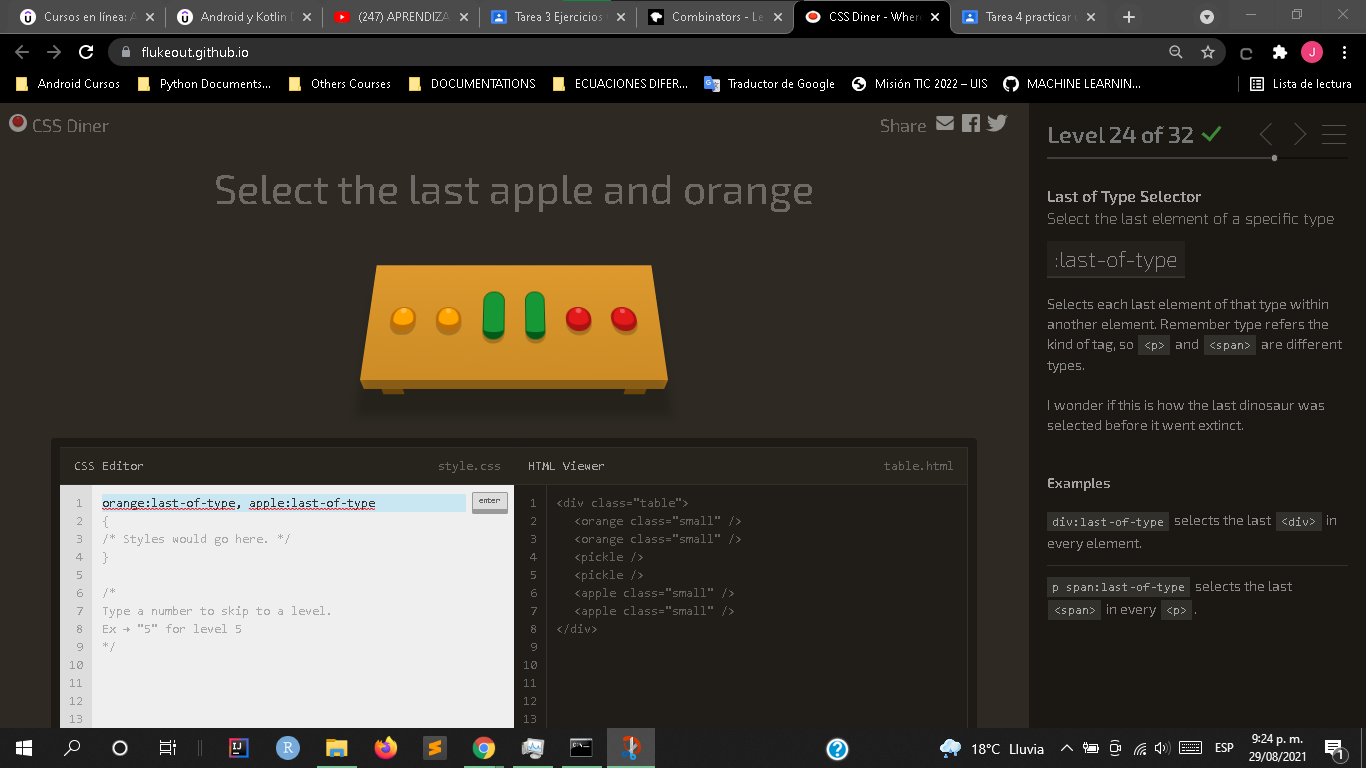 Cursos en línea: A
Android y Kotlin
(247) APRENDIZA
Tarea 3 Ejercicios
Combinators - Le
CSS Diner - Wher
Tarea 4 practicar
flukeout.github.io
J
Android Cursos
Python Documents...
Others Courses
DOCUMENTATIONS
ECUACIONES DIFER...
Traductor de Google
Misión TIC 2022 – UIS
MACHINE LEARNIN...
Lista de lectura
CSS Diner
Share
Level 24 of 32
Select the last apple and orange
Last of Type Selector
Select the last element of a specific type
:last-of-type
Selects each last element of that type within
another element. Remember type refers the
kind of tag, so <p> and <span> are different
types.
I wonder if this is how the last dinosaur was
selected before it went extinct.
Examples
div:last-of-type selects the last <div> in
every element.
p span:last-of-type selects the last
<span> in every <p>.
CSS Editor
style.css
1 orange:last-of-type, apple:last-of-type
enter
2 {
3 /* Styles would go here. */
4 }
5
6 /*
7 Type a number to skip to a level.
8 Ex → "5" for level 5
9 */
10
11
12
13
HTML Viewer
table.html
1 <div class="table">
2 <orange class="small" />
3 <orange class="small" />
4 <pickle />
5 <pickle />
6 <apple class="small" />
7 <apple class="small" />
8 </div>
9
10
11
12
13
18°C Lluvia
ESP
9:24 p. m.
29/08/2021
1